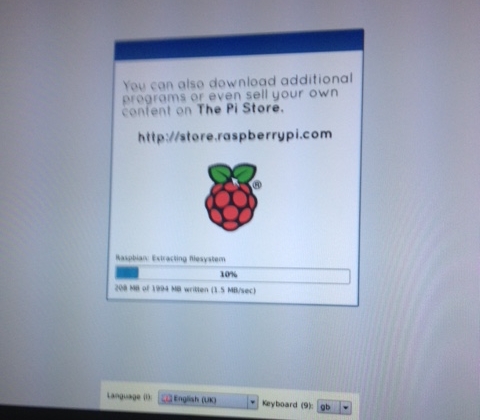 You can also download additional
programs or even sell your own
content on The Pi Store.
http://store.raspberrypi.com
®
Raspbian: Extracting filesystem
10%
208 MB of 1994 MB written (1.5 MB/sec)
Language (l): English (UK) Keyboard (9): gb